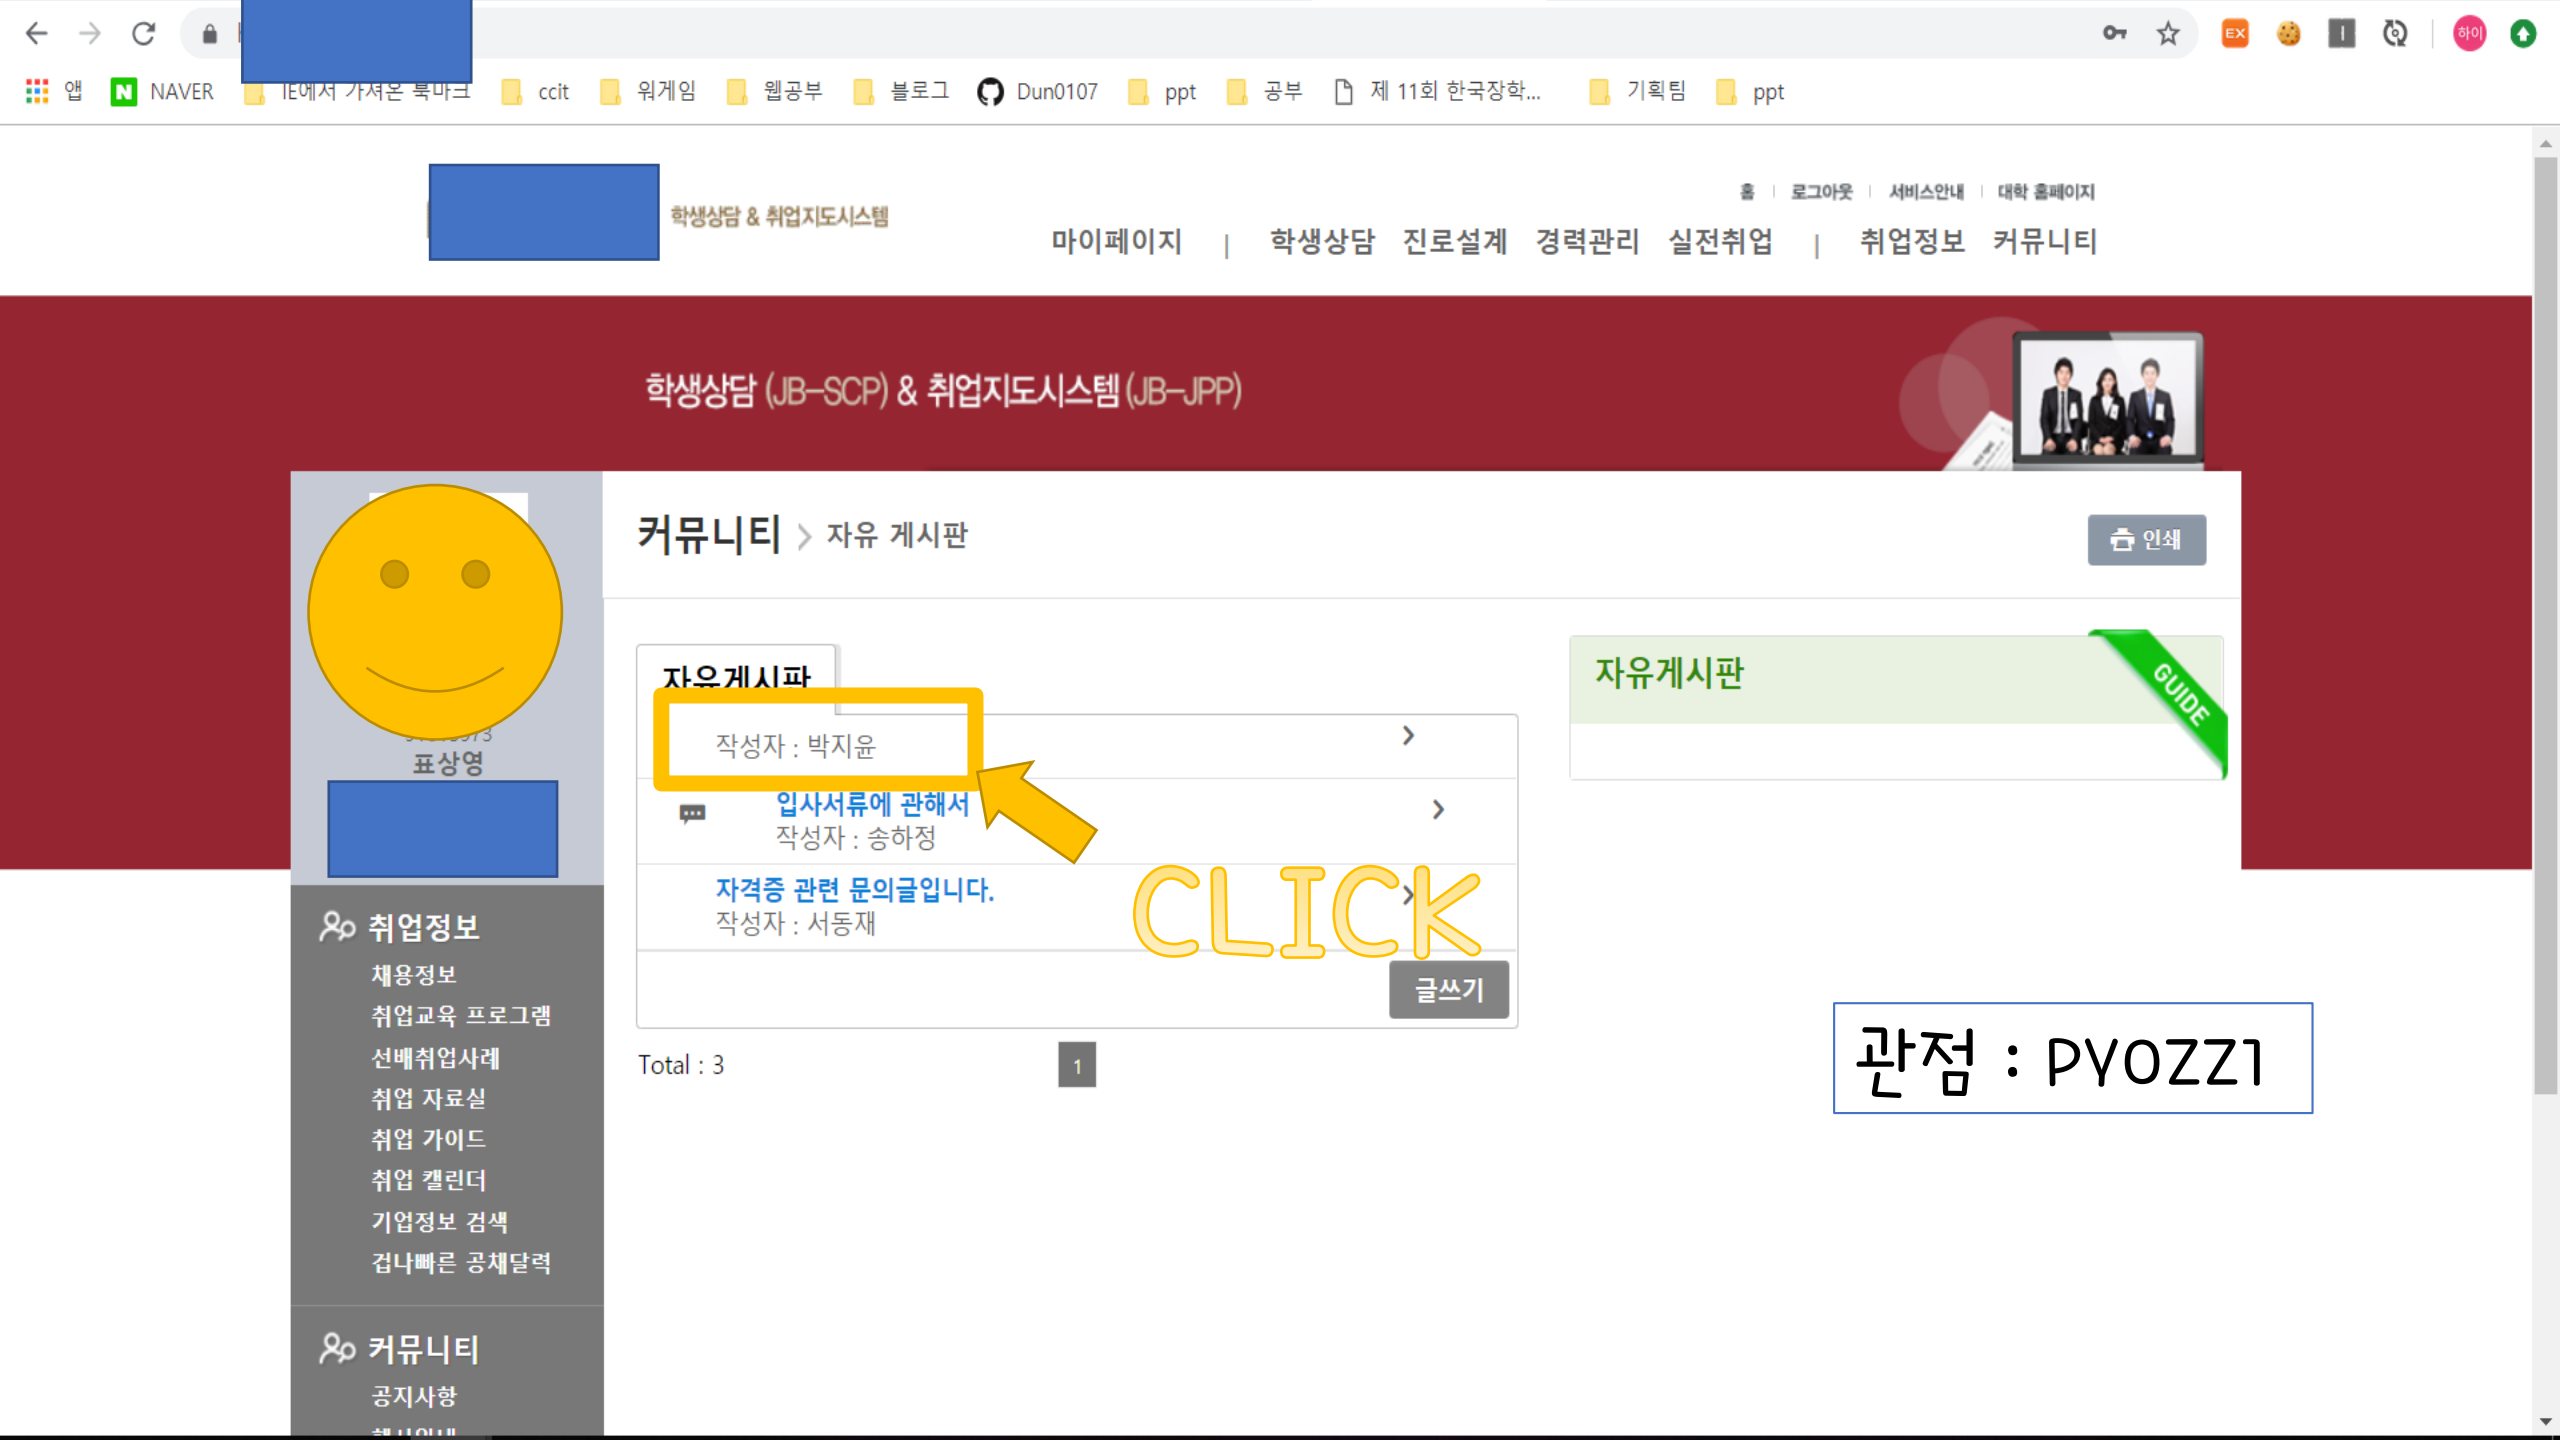 앱
NAVER
IE에서 가져온 북마크
ccit
워게임
웹공부
블로그
Dun0107
ppt
공부
제 11회 한국장학...
기획팀
ppt
EX
하이
홈 | 로그아웃 | 서비스안내 | 대학 홈페이지
학생상담 & 취업지도시스템
마이페이지 | 학생상담 진로설계 경력관리 실전취업 | 취업정보 커뮤니티
학생상담 (JB-SCP) & 취업지도시스템 (JB-JPP)
커뮤니티 > 자유 게시판
인쇄
자유게시판
작성자 : 박지윤
입사서류에 관해서
작성자 : 송하정
자격증 관련 문의글입니다.
작성자 : 서동재
CLICK
글쓰기
Total : 3
1
자유게시판
GUIDE
관점 : PYOZZ1
표상영
취업정보
채용정보
취업교육 프로그램
선배취업사례
취업 자료실
취업 가이드
취업 캘린더
기업정보 검색
겁나빠른 공채달력
커뮤니티
공지사항